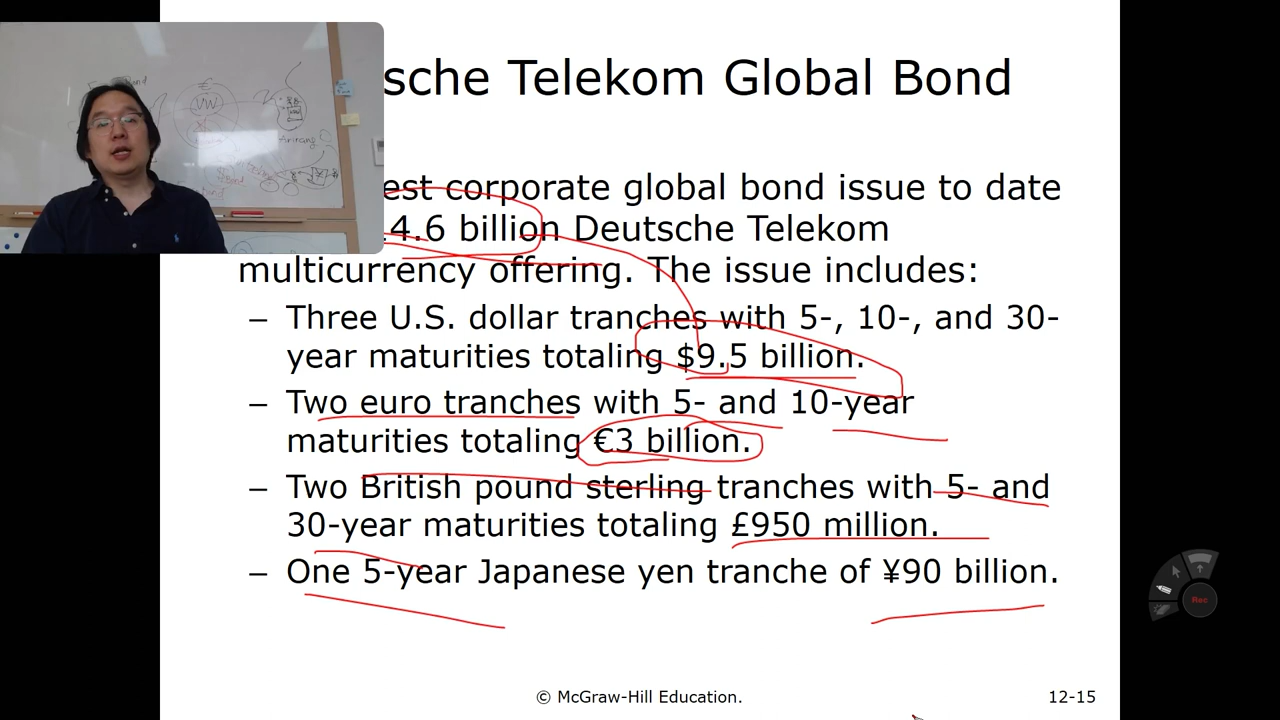 sche Telekom Global Bond
est corporate global bond issue to date
4.6 billion Deutsche Telekom
multicurrency offering. The issue includes:
– Three U.S. dollar tranches with 5-, 10-, and 30-
year maturities totaling $9.5 billion.
– Two euro tranches with 5- and 10-year
maturities totaling €3 billion.
– Two British pound sterling tranches with 5- and
30-year maturities totaling £950 million.
– One 5-year Japanese yen tranche of ¥90 billion.
© McGraw-Hill Education.
12-15
VW
Arirang
Rec